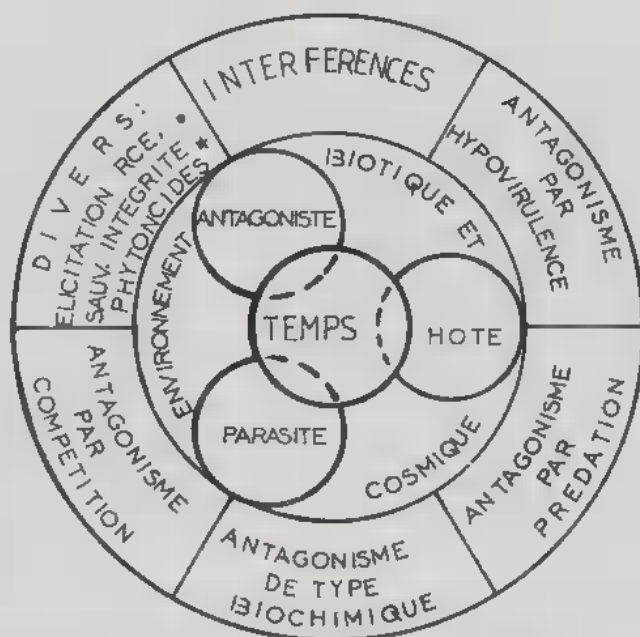 INTERFERENCES
ANTAGONISME
PAR
HYPOVIRULENCE
ANTAGONISME
PAR
PREDATION
ANTAGONISME
DE TYPE
BIOCHIMIQUE
ANTAGONISME
PAR
COMPETITION
DIVERS:
ELICITATION RCE, •
SAUV. INTEGRITE *
PHYTONCIDES
ENVIRONNEMENT
BIOTIQUE ET
COSMIQUE
ANTAGONISTE
TEMPS
HOTE
PARASITE